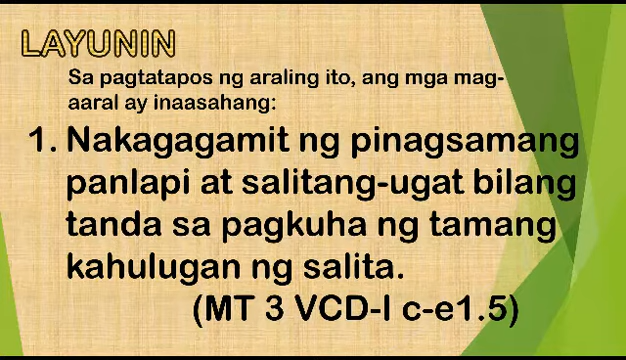 LAYUNIN
Sa pagtatapos ng araling ito, ang mga mag-
aaral ay inaasahang:
1. Nakagagamit ng pinagsamang
panlapi at salitang-ugat bilang
tanda sa pagkuha ng tamang
kahulugan ng salita.
(MT 3 VCD-I c-e1.5)